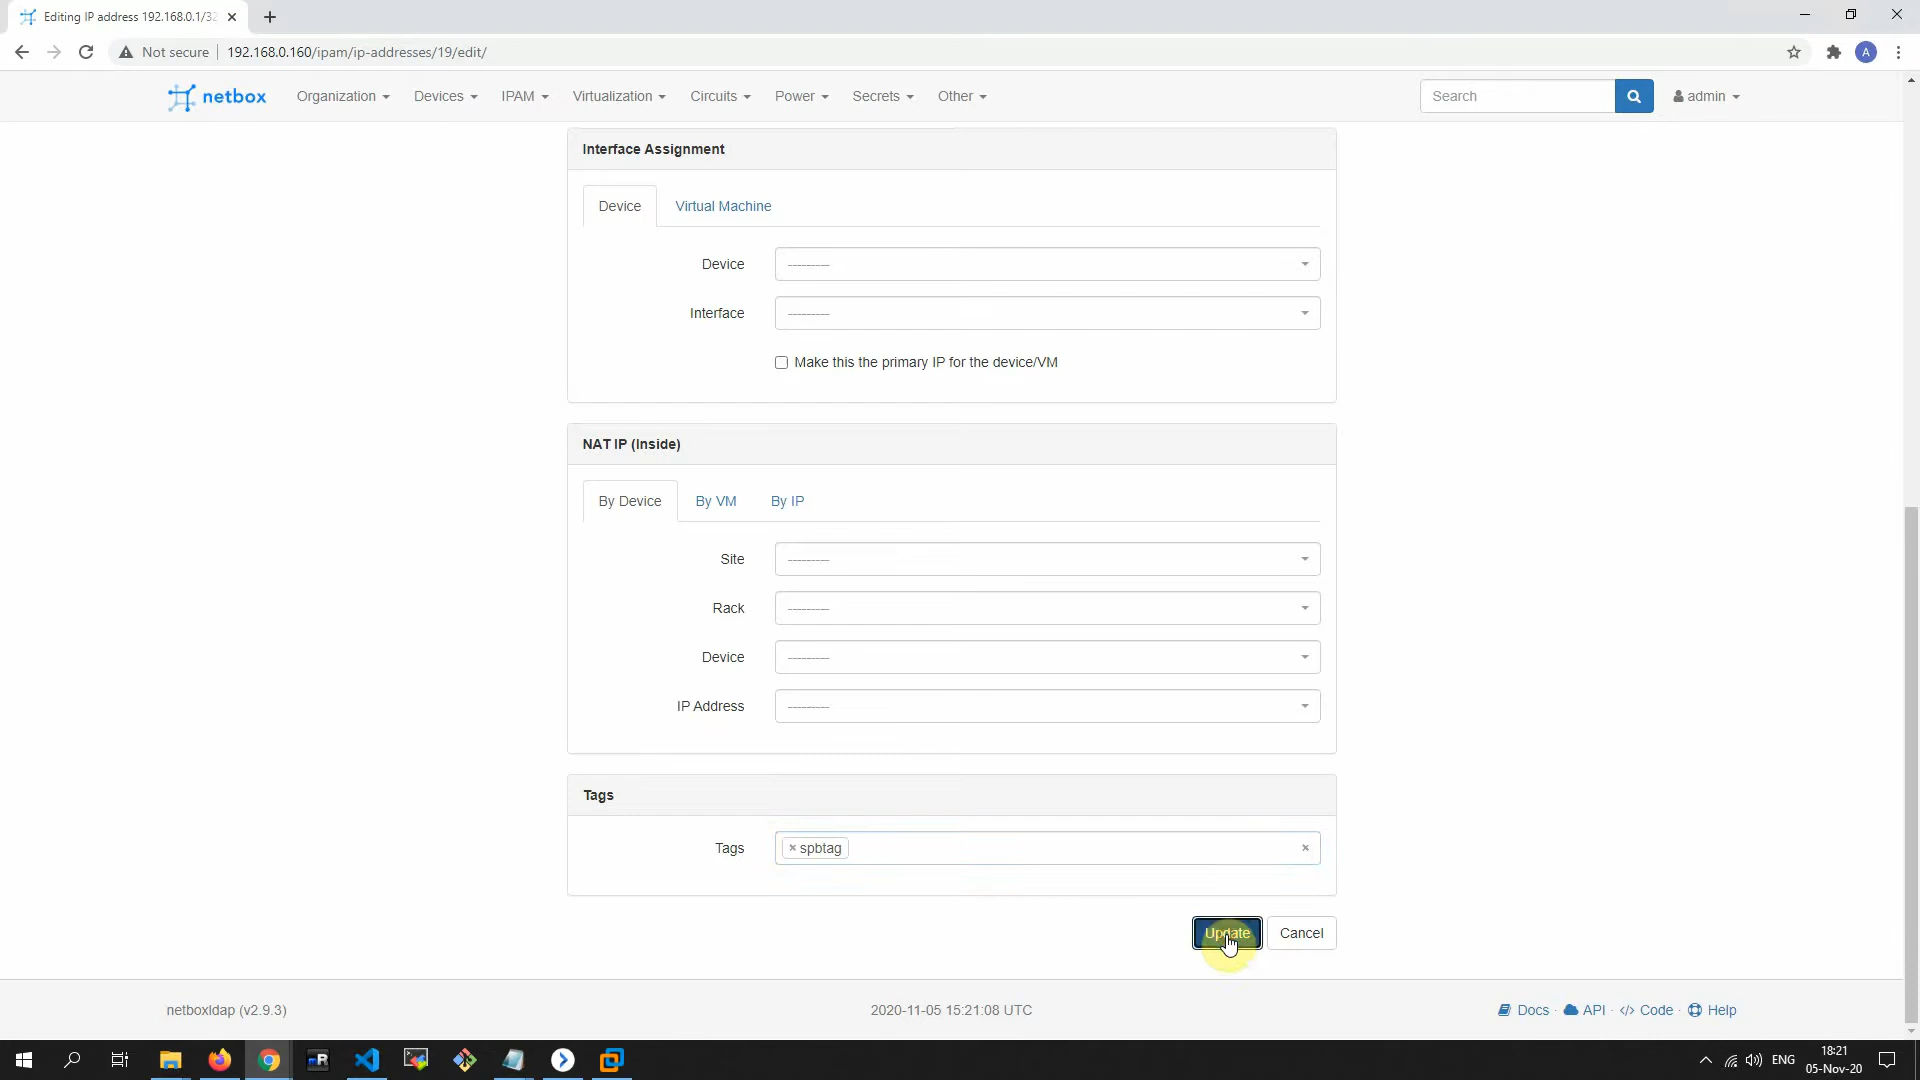 Editing IP address 192.168.0.1/32
Not secure
192.168.0.160/ipam/ip-addresses/19/edit/
A
netbox
Organization
Devices
IPAM
Virtualization
Circuits
Power
Secrets
Other
Search
admin
Interface Assignment
Device
Virtual Machine
Device
---------
Interface
---------
Make this the primary IP for the device/VM
NAT IP (Inside)
By Device
By VM
By IP
Site
---------
Rack
---------
Device
---------
IP Address
---------
Tags
Tags
× spbtag
×
Update
Cancel
netboxldap (v2.9.3)
2020-11-05 15:21:08 UTC
Docs · API · </> Code · Help
ENG
18:21
05-Nov-20